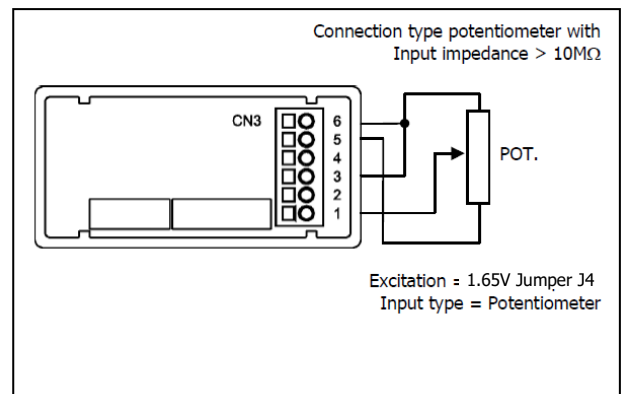 Connection type potentiometer with
Input impedance > 10MΩ
CN3
6
5
4
3
2
1
POT.
Excitation = 1.65V Jumper J4
Input type = Potentiometer